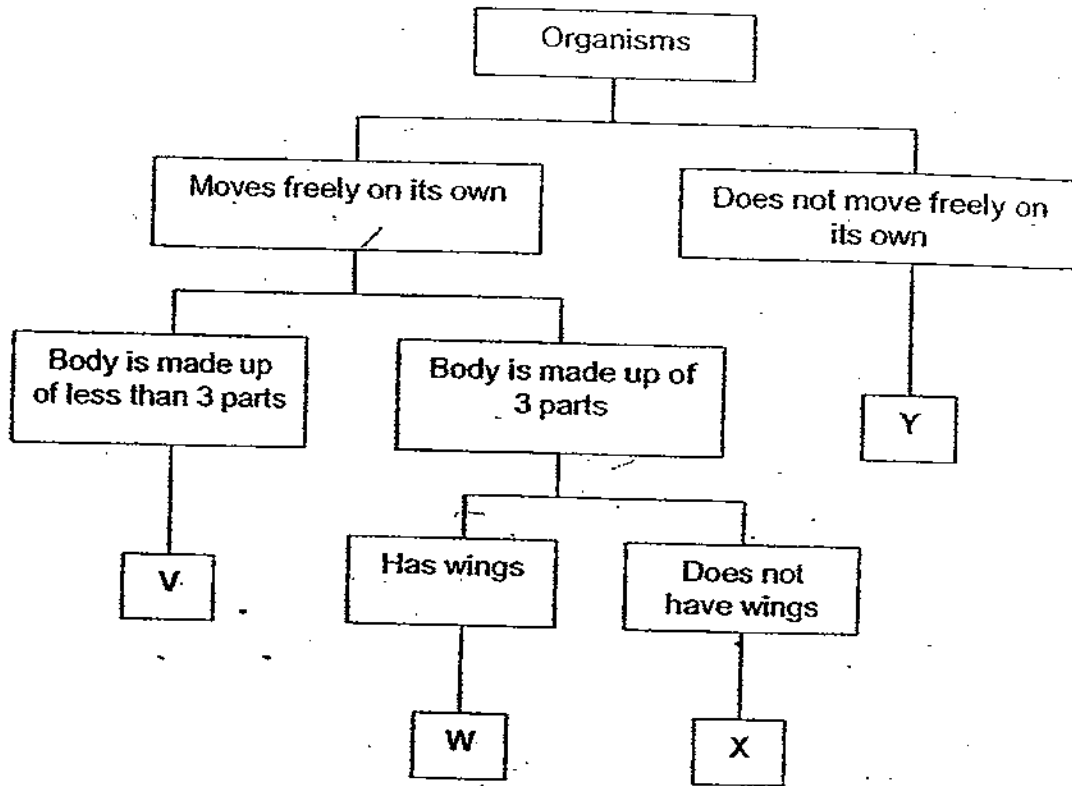 Organisms
Moves freely on its own
Does not move freely on
its own
Body is made up
of less than 3 parts
Body is made up of
3 parts
Y
Has wings
Does not
have wings
V
W
X